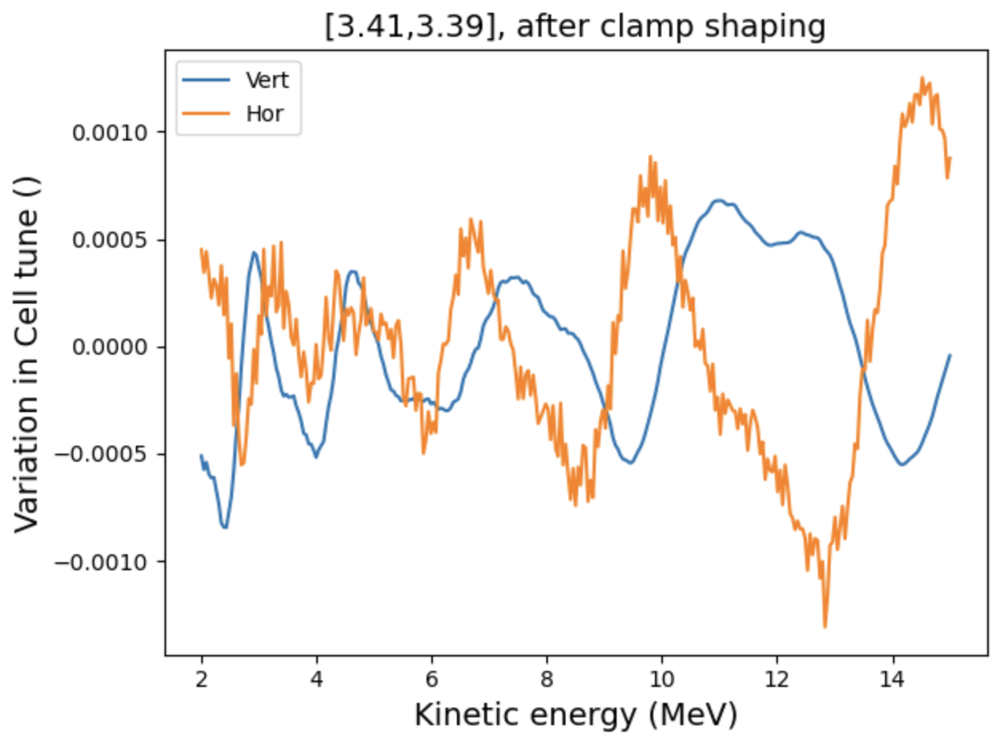 [3.41,3.39], after clamp shaping
Vert
Hor
0.0010
0.0005
0.0000
−0.0005
−0.0010
Variation in Cell tune ()
2 4 6 8 10 12 14
Kinetic energy (MeV)